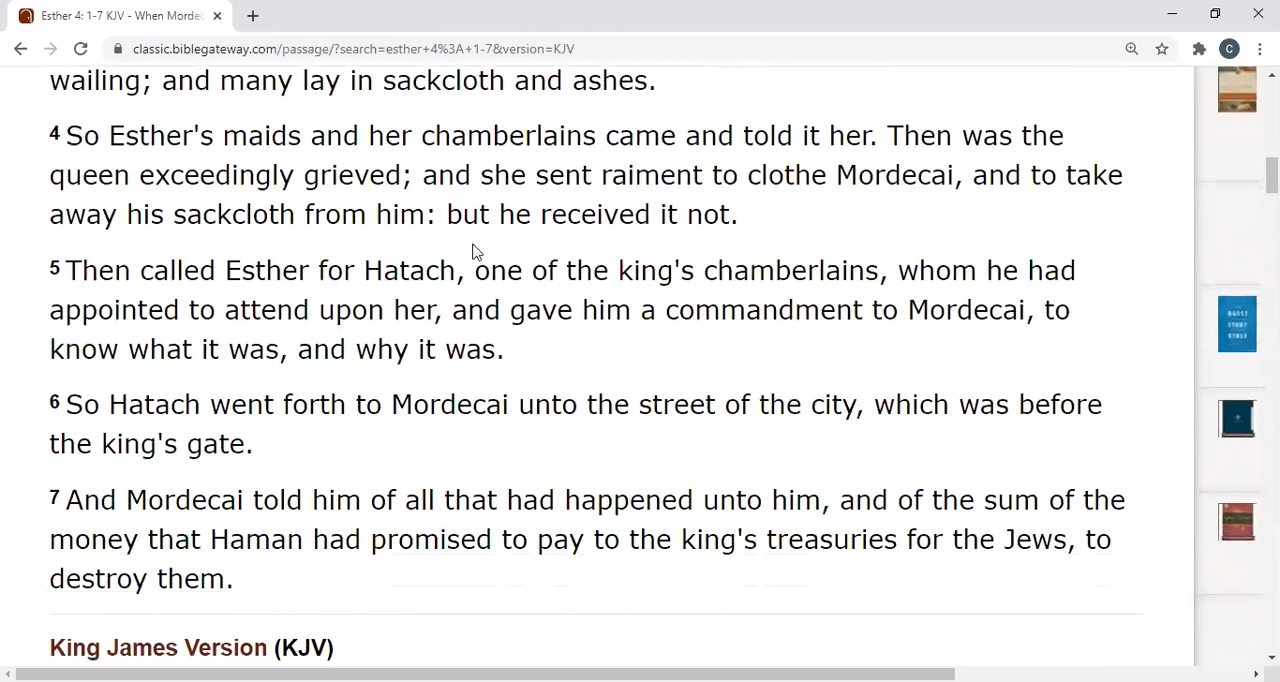 Esther 4: 1-7 KJV - When Mordec
classic.biblegateway.com/passage/?search=esther+4%3A+1-7&version=KJV
C
wailing; and many lay in sackcloth and ashes.
4 So Esther's maids and her chamberlains came and told it her. Then was the
queen exceedingly grieved; and she sent raiment to clothe Mordecai, and to take
away his sackcloth from him: but he received it not.
5 Then called Esther for Hatach, one of the king's chamberlains, whom he had
appointed to attend upon her, and gave him a commandment to Mordecai, to
know what it was, and why it was.
6 So Hatach went forth to Mordecai unto the street of the city, which was before
the king's gate.
7 And Mordecai told him of all that had happened unto him, and of the sum of the
money that Haman had promised to pay to the king's treasuries for the Jews, to
destroy them.
King James Version (KJV)
QUEST
STUDY
BIBLE